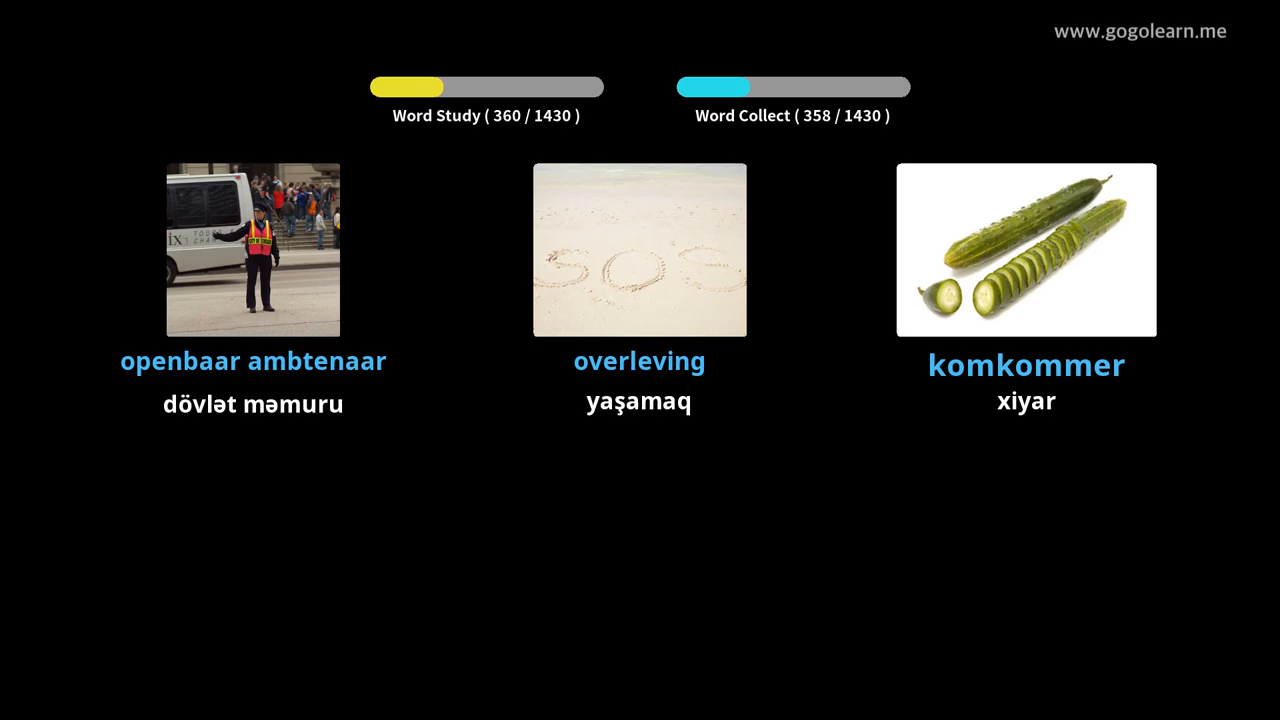 www.gogolearn.me
Word Study ( 360 / 1430 )
Word Collect ( 358 / 1430 )
SOS
openbaar ambtenaar
overleving
komkommer
dövlət məmuru
yaşamaq
xiyar